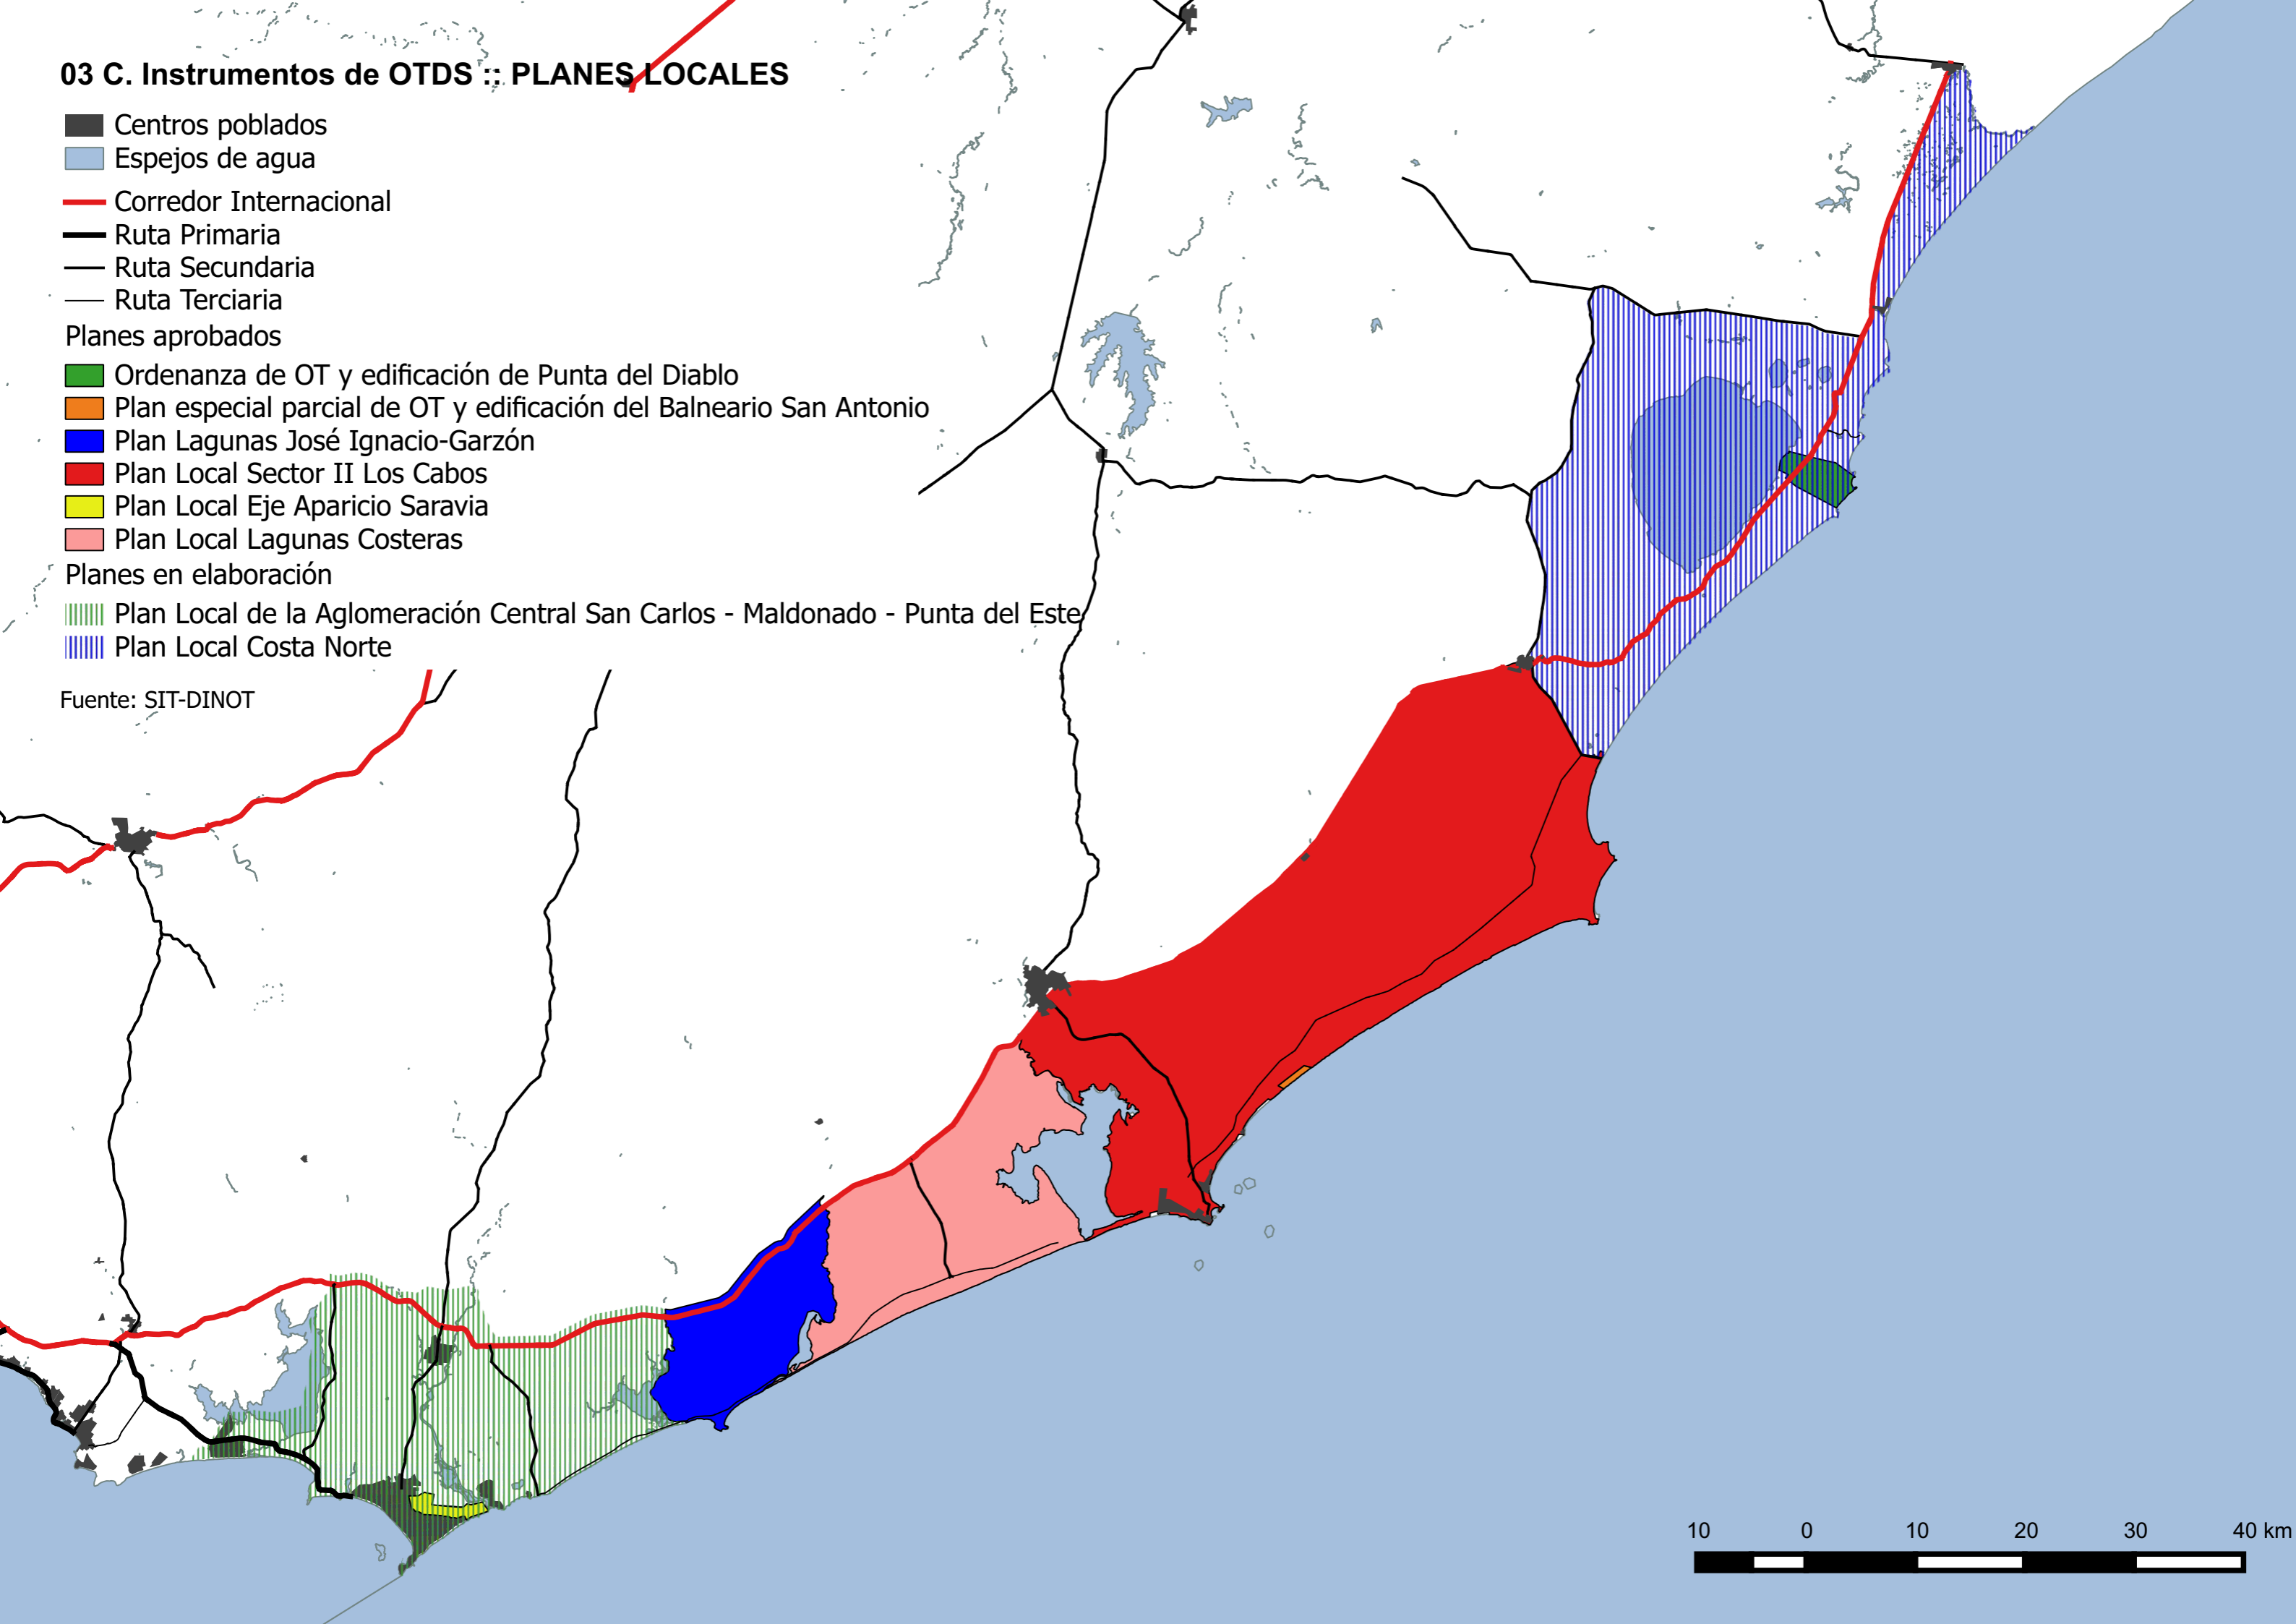 03 C. Instrumentos de OTDS :: PLANES LOCALES
Centros poblados
Espejos de agua
Corredor Internacional
Ruta Primaria
Ruta Secundaria
Ruta Terciaria
Planes aprobados
Ordenanza de OT y edificación de Punta del Diablo
Plan especial parcial de OT y edificación del Balneario San Antonio
Plan Lagunas José Ignacio-Garzón
Plan Local Sector II Los Cabos
Plan Local Eje Aparicio Saravia
Plan Local Lagunas Costeras
Planes en elaboración
Plan Local de la Aglomeración Central San Carlos - Maldonado - Punta del Este
Plan Local Costa Norte
Fuente: SIT-DINOT
10 0 10 20 30 40 km